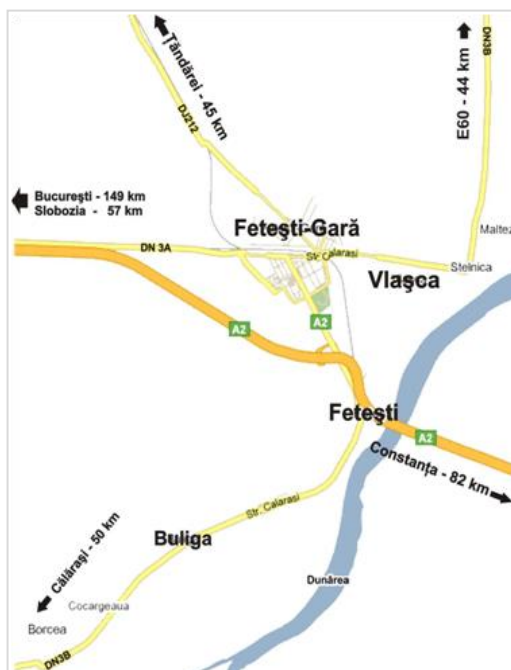 Ţăndărei - 45 km
DJ212
E60 - 44 km
DN3B
Bucureşti - 149 km
Slobozia - 57 km
Feteşti-Gară
Maltez
DN 3A
Str. Calarasi
Vlaşca
Stelnica
A2
A2
Feteşti
A2
Constanţa - 82 km
Str. Calarasi
Buliga
Călăraşi - 50 km
Dunărea
Cocargeaua
Borcea
DN3B